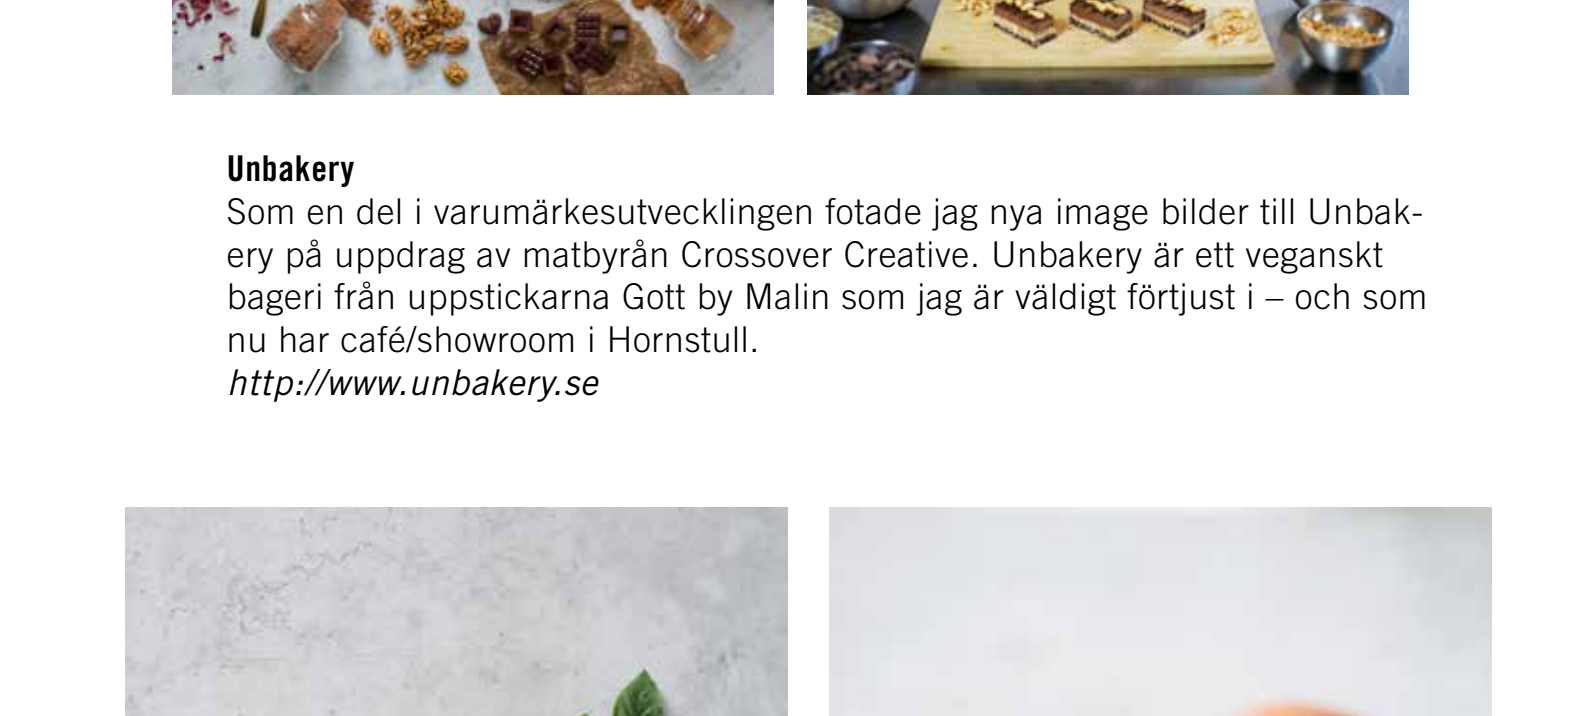 Unbakery
Som en del i varumärkesutvecklingen fotade jag nya image bilder till Unbak-
ery på uppdrag av matbyrån Crossover Creative. Unbakery är ett veganskt
bageri från uppstickarna Gott by Malin som jag är väldigt förtjust i – och som
nu har café/showroom i Hornstull.
http://www.unbakery.se